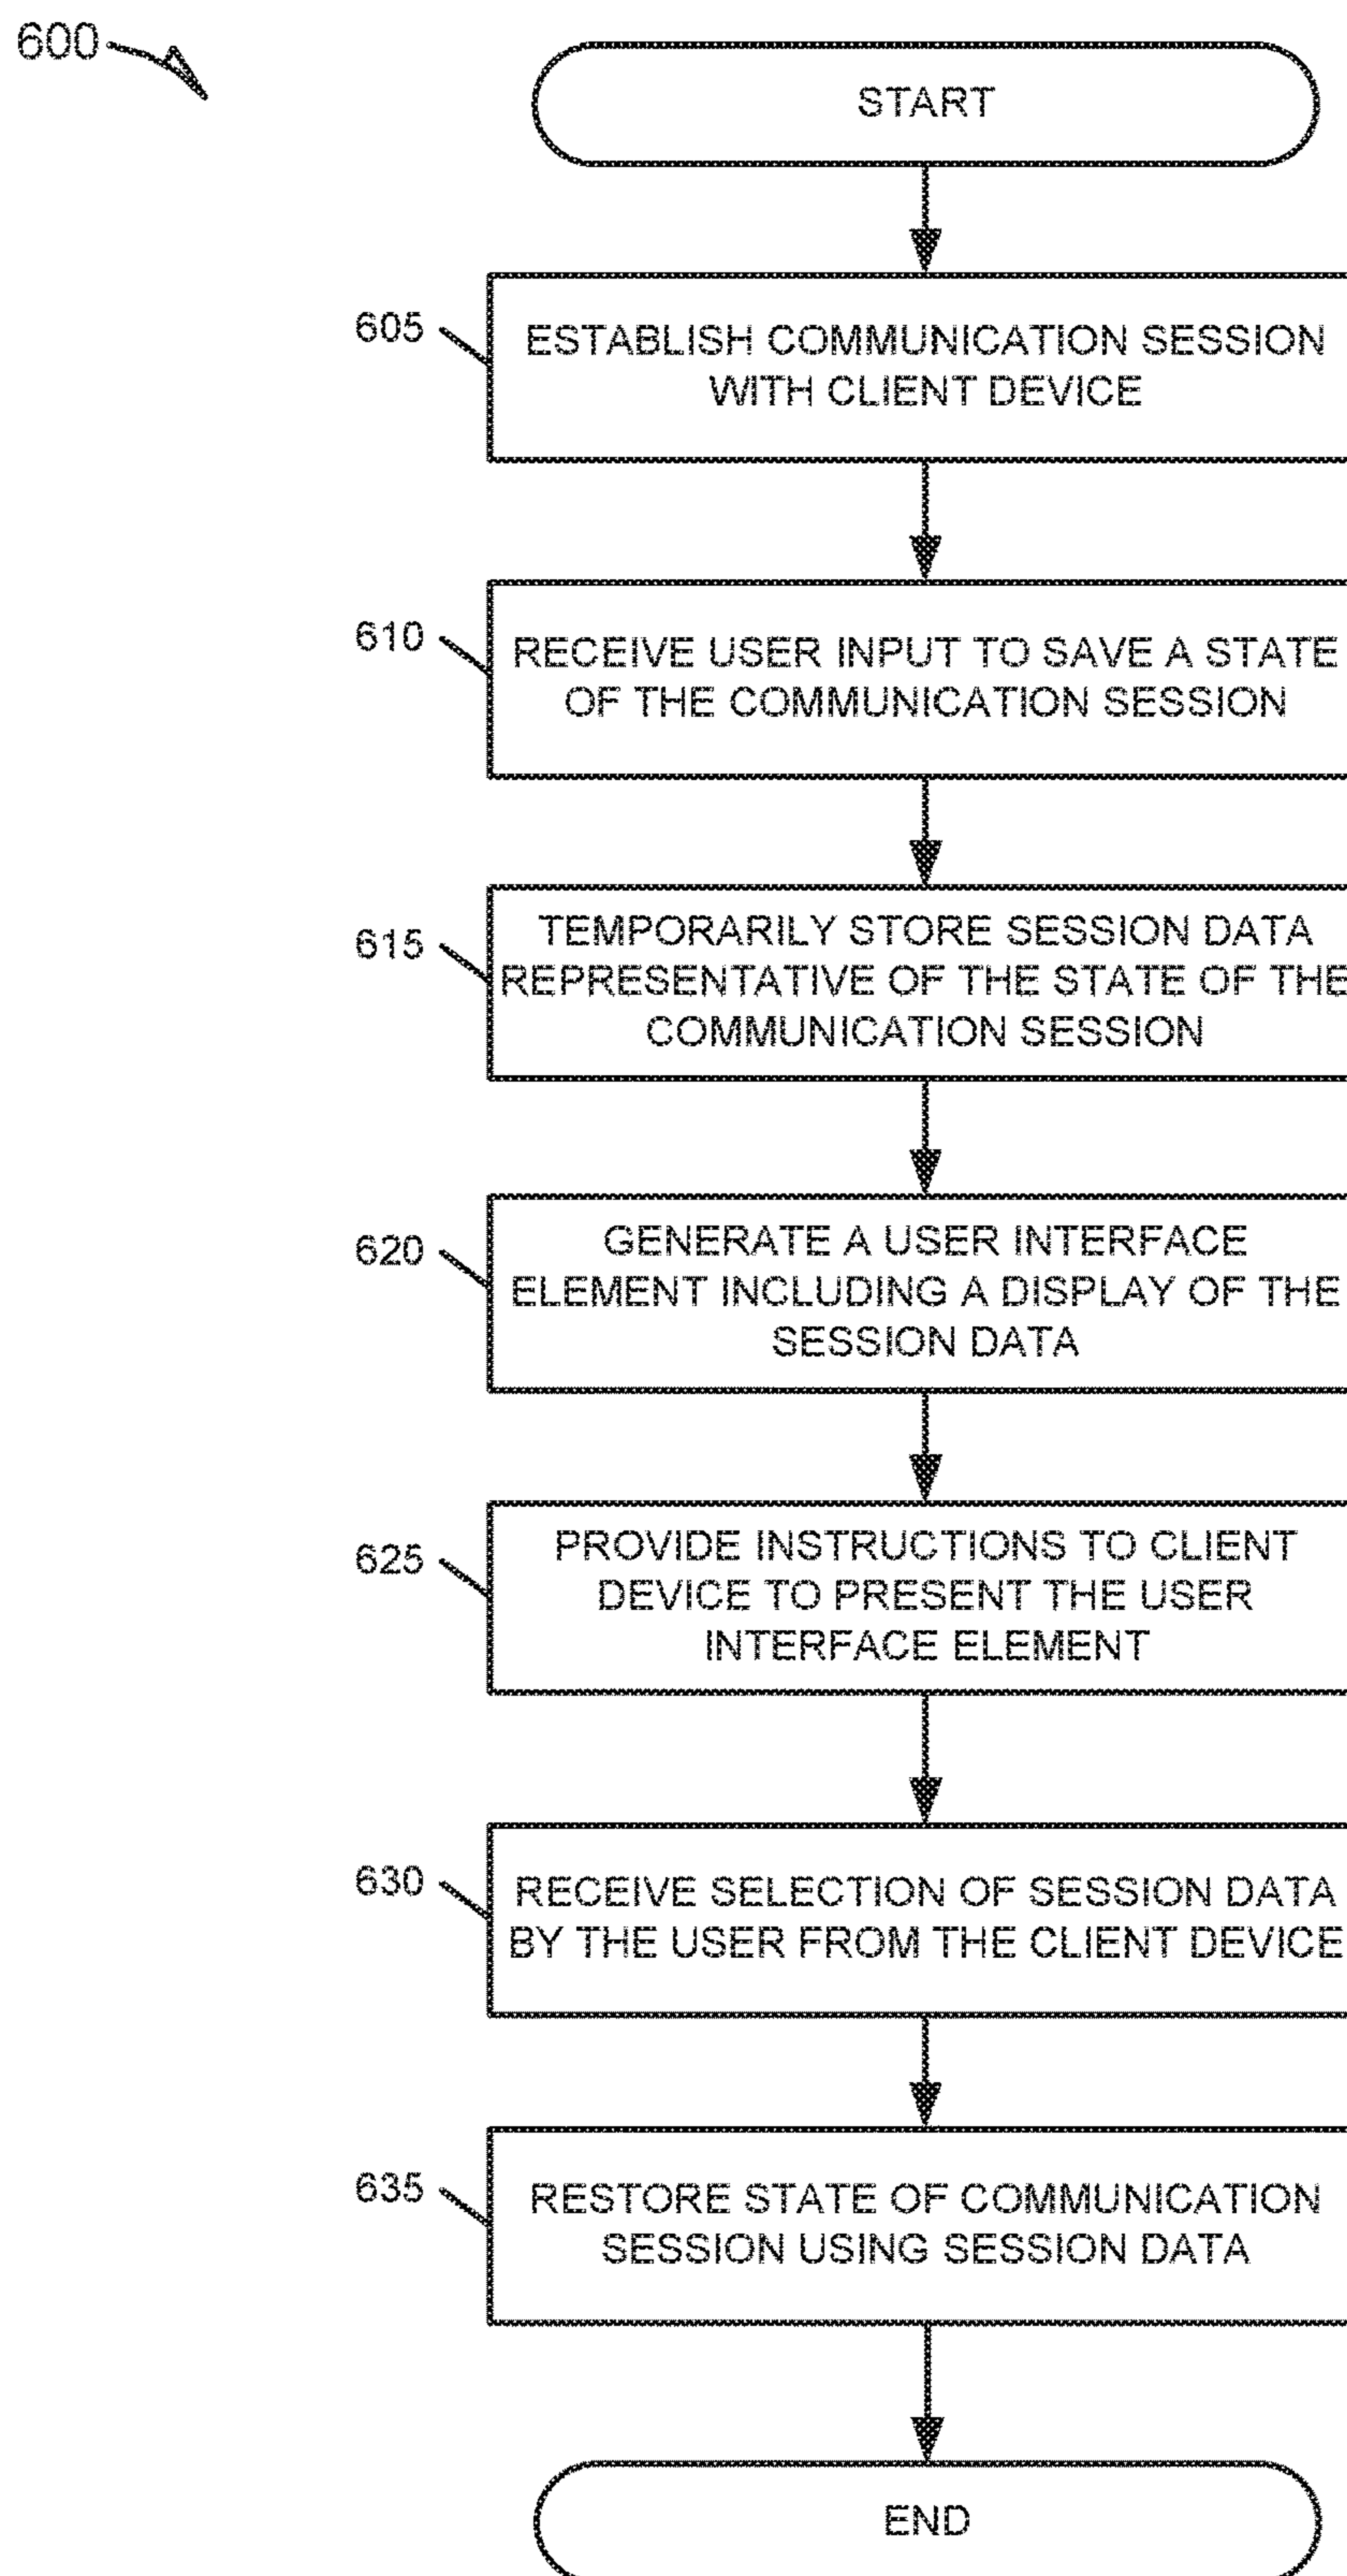 600
START
605
ESTABLISH COMMUNICATION SESSION
WITH CLIENT DEVICE
610
RECEIVE USER INPUT TO SAVE A STATE
OF THE COMMUNICATION SESSION
615
TEMPORARILY STORE SESSION DATA
REPRESENTATIVE OF THE STATE OF THE
COMMUNICATION SESSION
620
GENERATE A USER INTERFACE
ELEMENT INCLUDING A DISPLAY OF THE
SESSION DATA
625
PROVIDE INSTRUCTIONS TO CLIENT
DEVICE TO PRESENT THE USER
INTERFACE ELEMENT
630
RECEIVE SELECTION OF SESSION DATA
BY THE USER FROM THE CLIENT DEVICE
635
RESTORE STATE OF COMMUNICATION
SESSION USING SESSION DATA
END